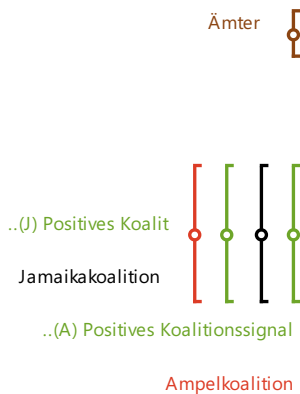 Ämter
..(J) Positives Koalit
Jamaikakoalition
..(A) Positives Koalitionssignal
Ampelkoalition